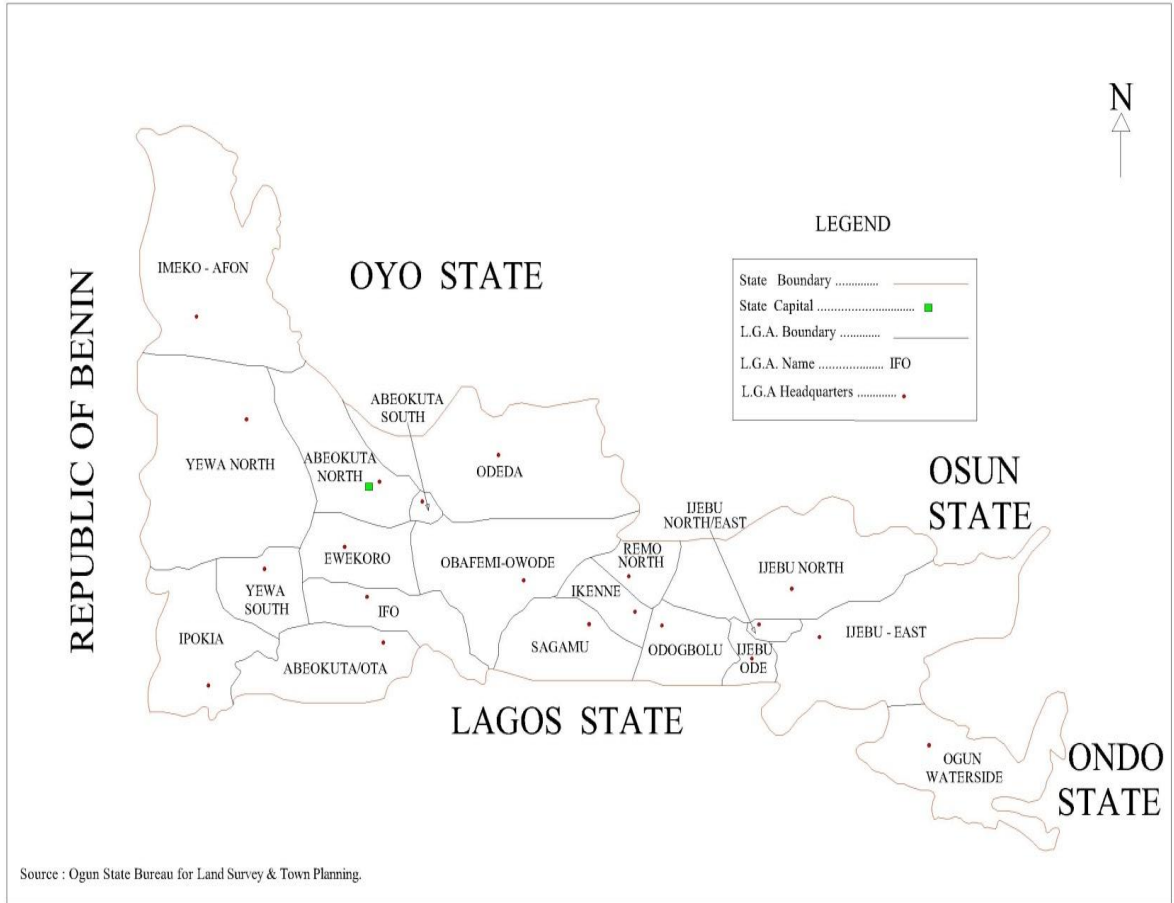 N
LEGEND
State Boundary ..............
State Capital ..............................
L.G.A. Boundary .............
L.G.A. Name ..................... IFO
L.G.A Headquarters .............
IMEKO - AFON
OYO STATE
REPUBLIC OF BENIN
ABEOKUTA
SOUTH
YEWA NORTH
ABEOKUTA
NORTH
ODEDA
OSUN
STATE
IJEBU
NORTH/EAST
EWEKORO
OBAFEMI-OWODE
REMO
NORTH
IJEBU NORTH
YEWA
SOUTH
IFO
IKENNE
IPOKIA
ABEOKUTA/OTA
SAGAMU
ODOGBOLU
IJEBU
ODE
IJEBU - EAST
LAGOS STATE
OGUN
WATERSIDE
ONDO
STATE
Source : Ogun State Bureau for Land Survey & Town Planning.